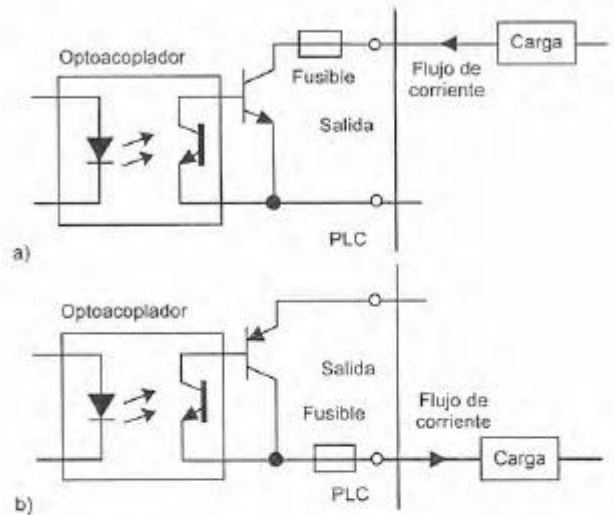 Optoacoplador
Fusible
Carga
Flujo de
corriente
Salida
PLC
a)
Optoacoplador
Salida
Fusible
Flujo de
corriente
Carga
PLC
b)